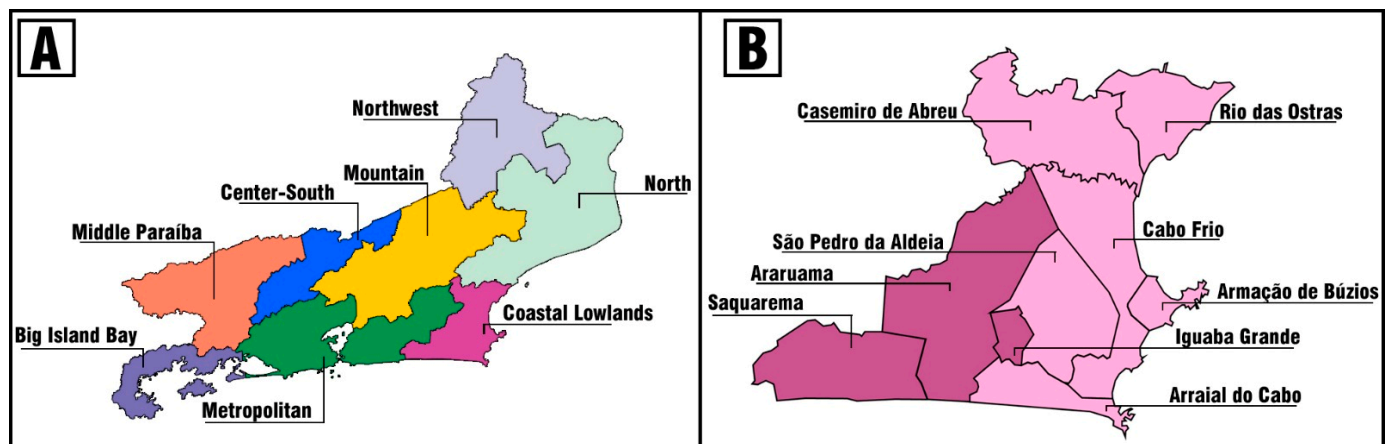 A
Northwest
Mountain
Center-South
North
Middle Paraíba
Coastal Lowlands
Big Island Bay
Metropolitan
B
Casemiro de Abreu
Rio das Ostras
Cabo Frio
São Pedro da Aldeia
Araruama
Saquarema
Armação de Búzios
Iguaba Grande
Arraial do Cabo